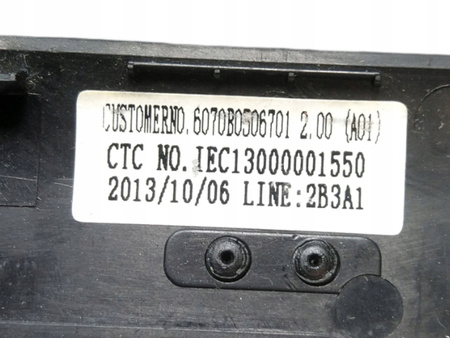 CUSTOMERNO.6070B0506701 2.00 (A01)
CTC NO.IEC13000001550
2013/10/06 LINE:2B3A1